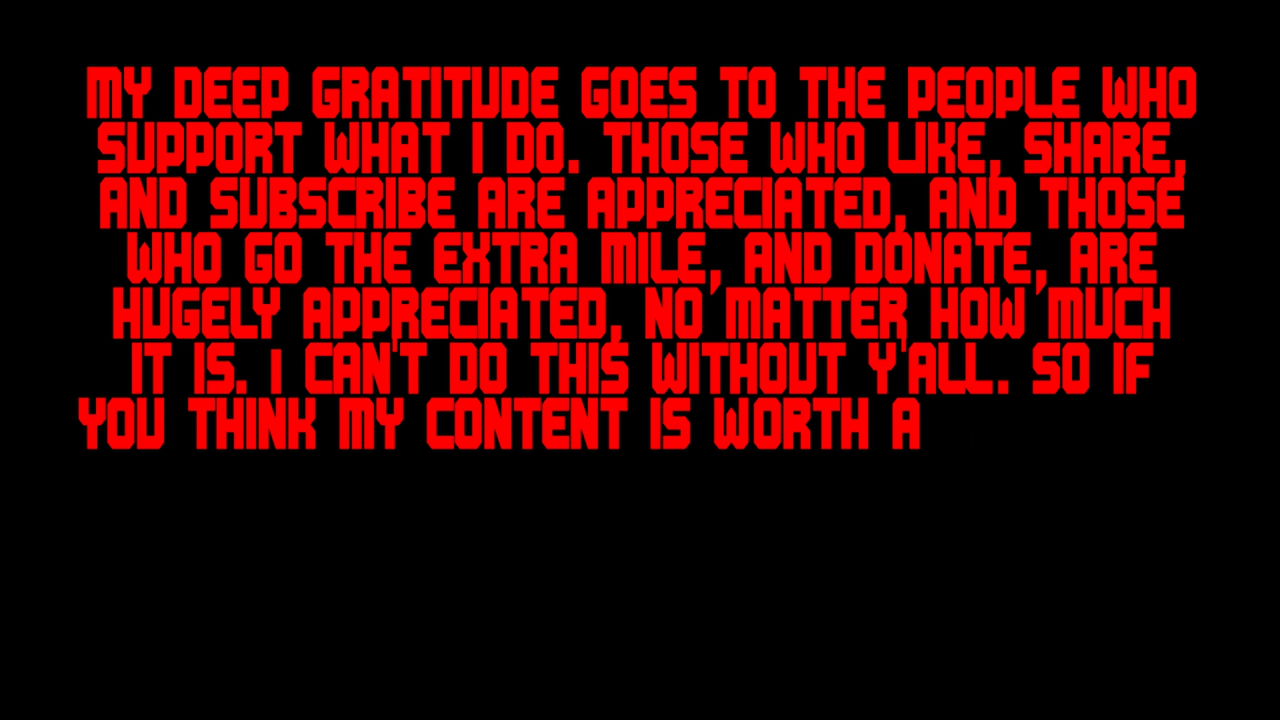 MY DEEP GRATITUDE GOES TO THE PEOPLE WHO
SUPPORT WHAT I DO. THOSE WHO LIKE, SHARE,
AND SUBSCRIBE ARE APPRECIATED, AND THOSE
WHO GO THE EXTRA MILE, AND DONATE, ARE
HUGELY APPRECIATED, NO MATTER HOW MUCH
IT IS. I CAN'T DO THIS WITHOUT Y'ALL. SO IF
YOU THINK MY CONTENT IS WORTH A